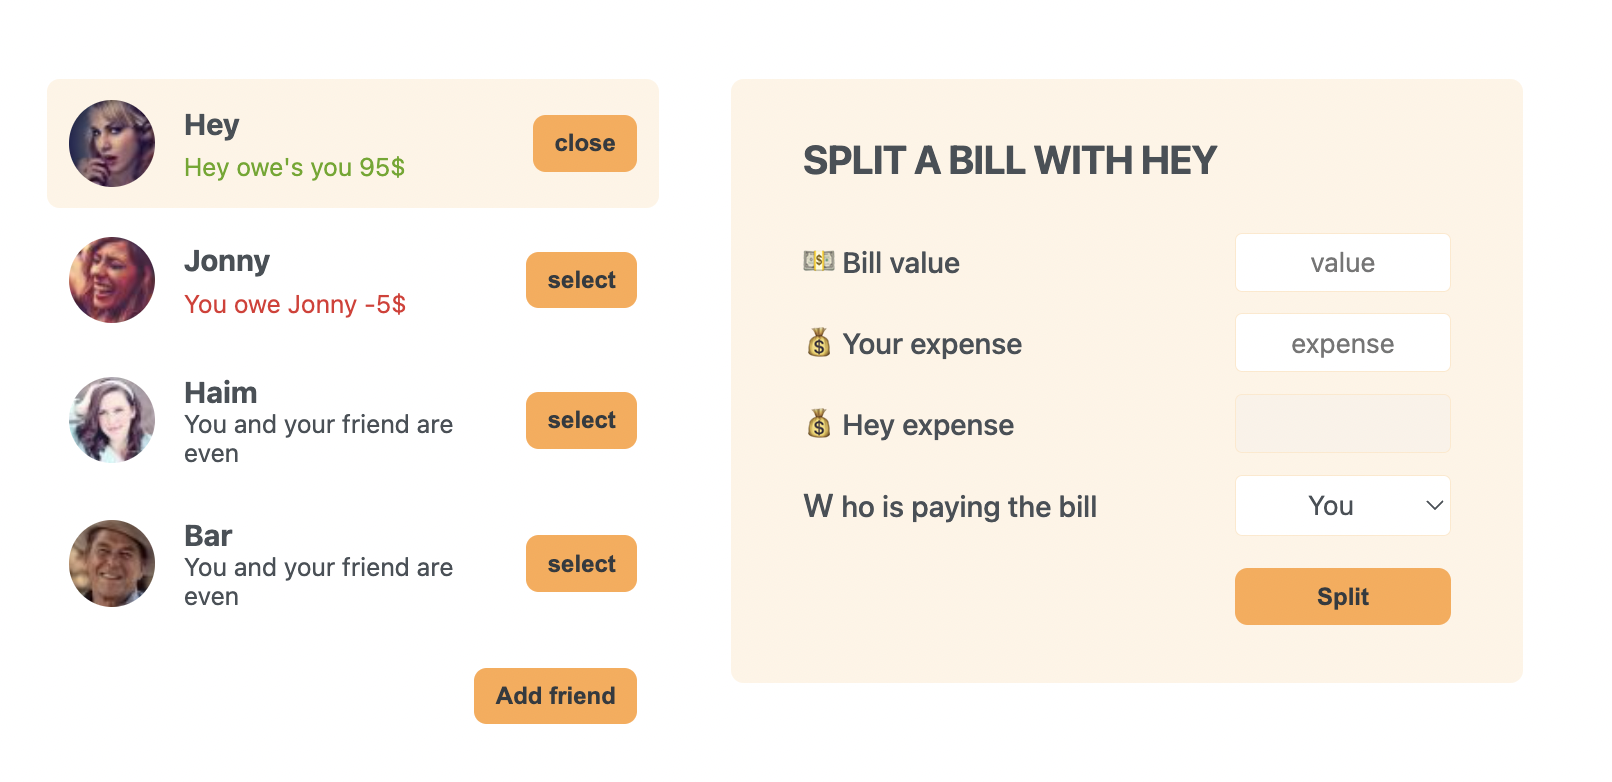 Hey
Hey owe's you 95$
close
Jonny
You owe Jonny -5$
select
Haim
You and your friend are
even
select
Bar
You and your friend are
even
select
Add friend
SPLIT A BILL WITH HEY
💵 Bill value
value
💰 Your expense
expense
💰 Hey expense
W ho is paying the bill
You
Split